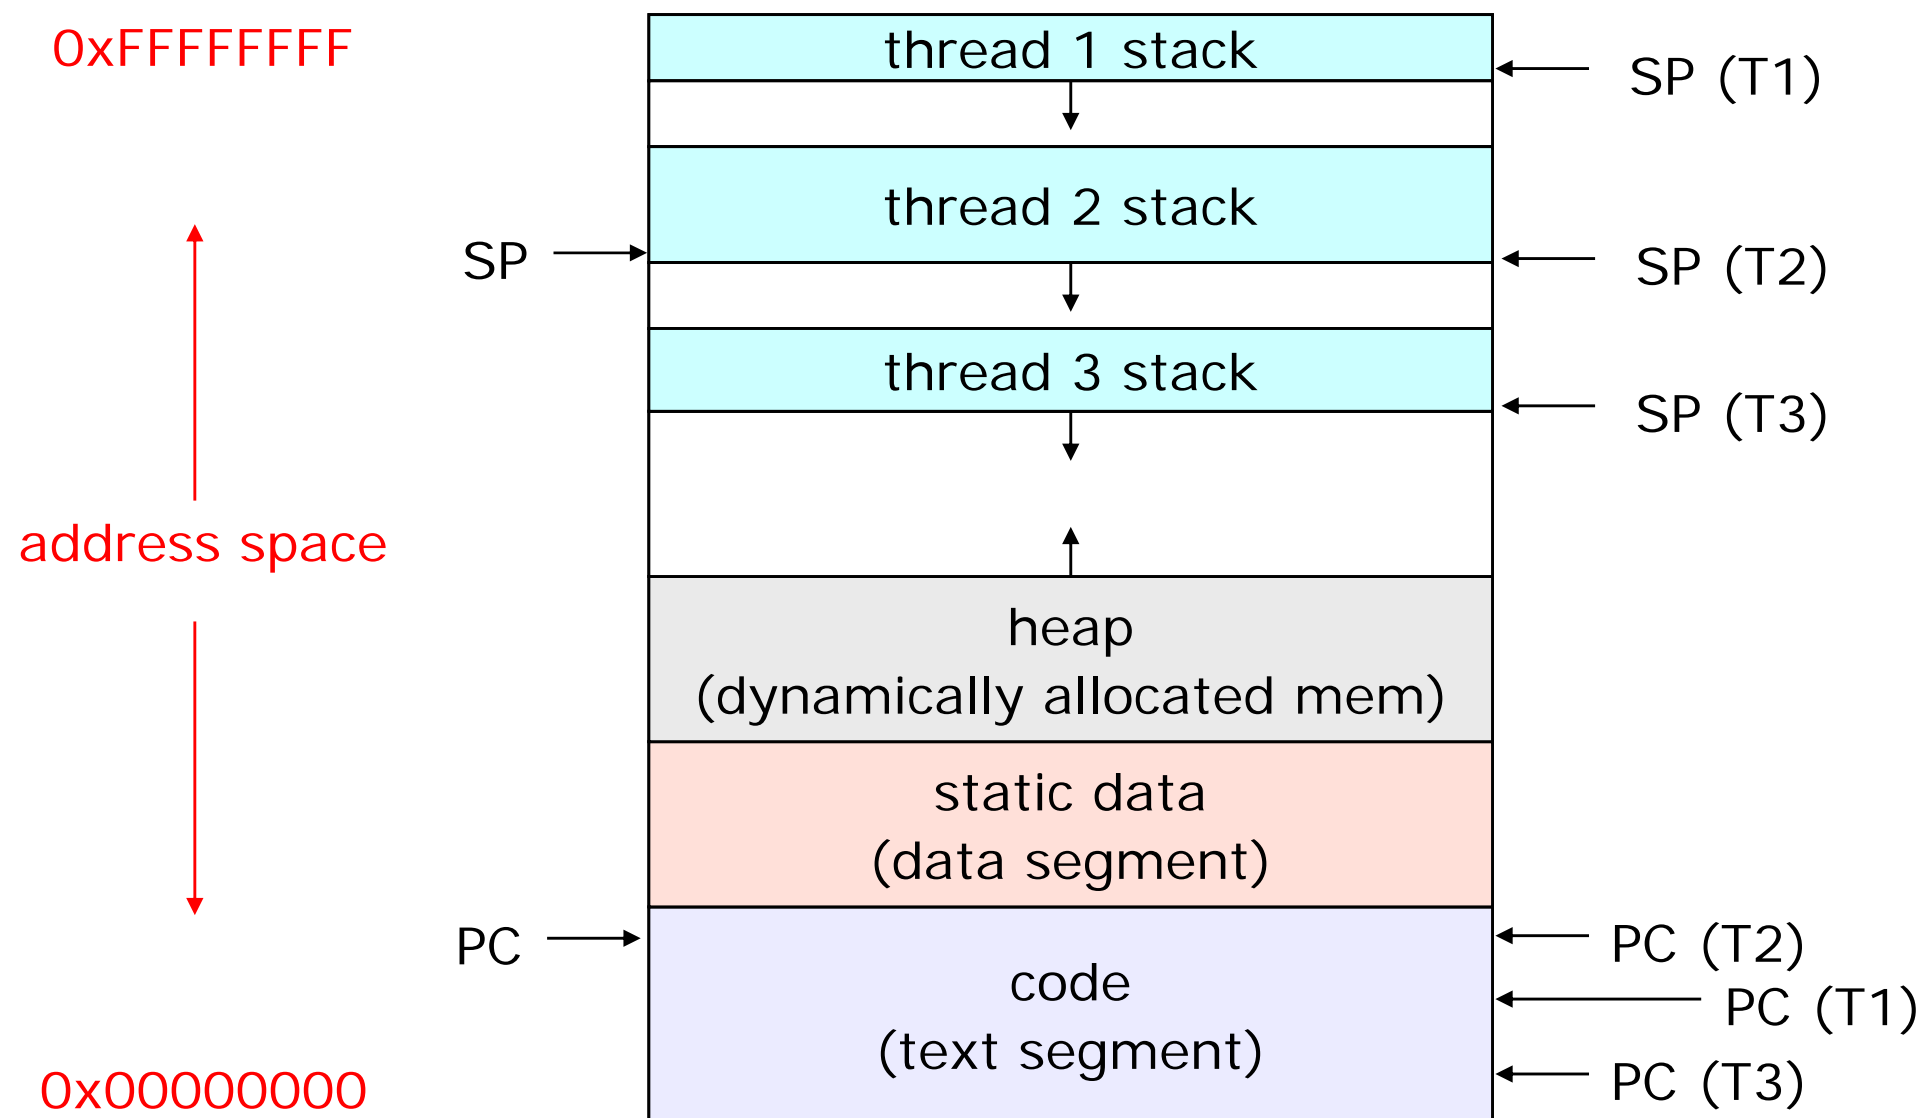 0xFFFFFFFF
thread 1 stack
SP (T1)
thread 2 stack
SP
SP (T2)
thread 3 stack
SP (T3)
address space
heap
(dynamically allocated mem)
static data
(data segment)
PC
PC (T2)
code
PC (T1)
(text segment)
PC (T3)
0x00000000